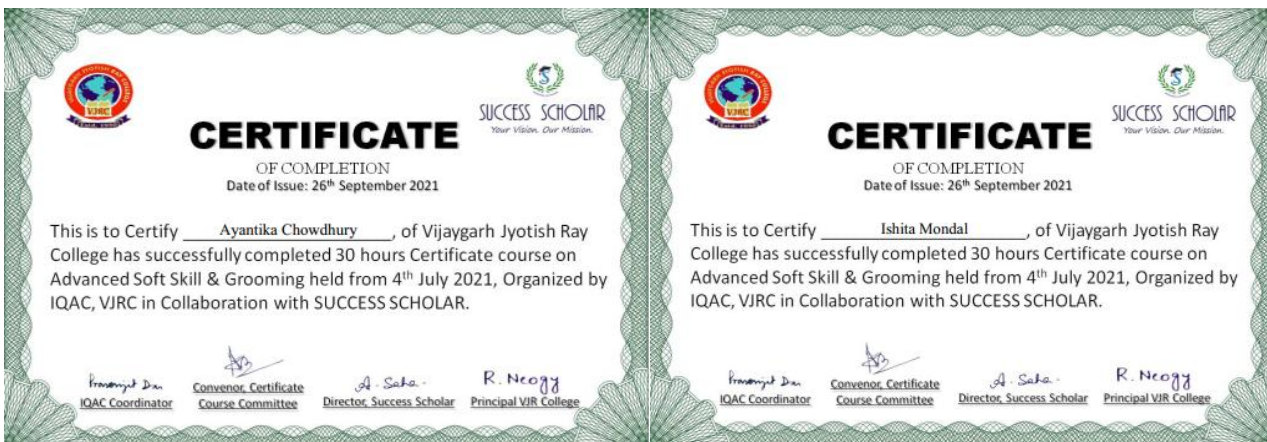 VJRC
SUCCESS SCHOLAR
Your Vision. Our Mission.
CERTIFICATE
OF COMPLETION
Date of Issue: 26th September 2021
This is to Certify Ayantika Chowdhury, of Vijaygarh Jyotish Ray
College has successfully completed 30 hours Certificate course on
Advanced Soft Skill & Grooming held from 4th July 2021, Organized by
IQAC, VJRC in Collaboration with SUCCESS SCHOLAR.
A. Saha.
R. Neogy
IQAC Coordinator
Convenor, Certificate
Course Committee
Director, Success Scholar
Principal VJR College
VJRC
SUCCESS SCHOLAR
Your Vision. Our Mission.
CERTIFICATE
OF COMPLETION
Date of Issue: 26th September 2021
This is to Certify Ishita Mondal, of Vijaygarh Jyotish Ray
College has successfully completed 30 hours Certificate course on
Advanced Soft Skill & Grooming held from 4th July 2021, Organized by
IQAC, VJRC in Collaboration with SUCCESS SCHOLAR.
A. Saha.
R. Neogy
IQAC Coordinator
Convenor, Certificate
Course Committee
Director, Success Scholar
Principal VJR College